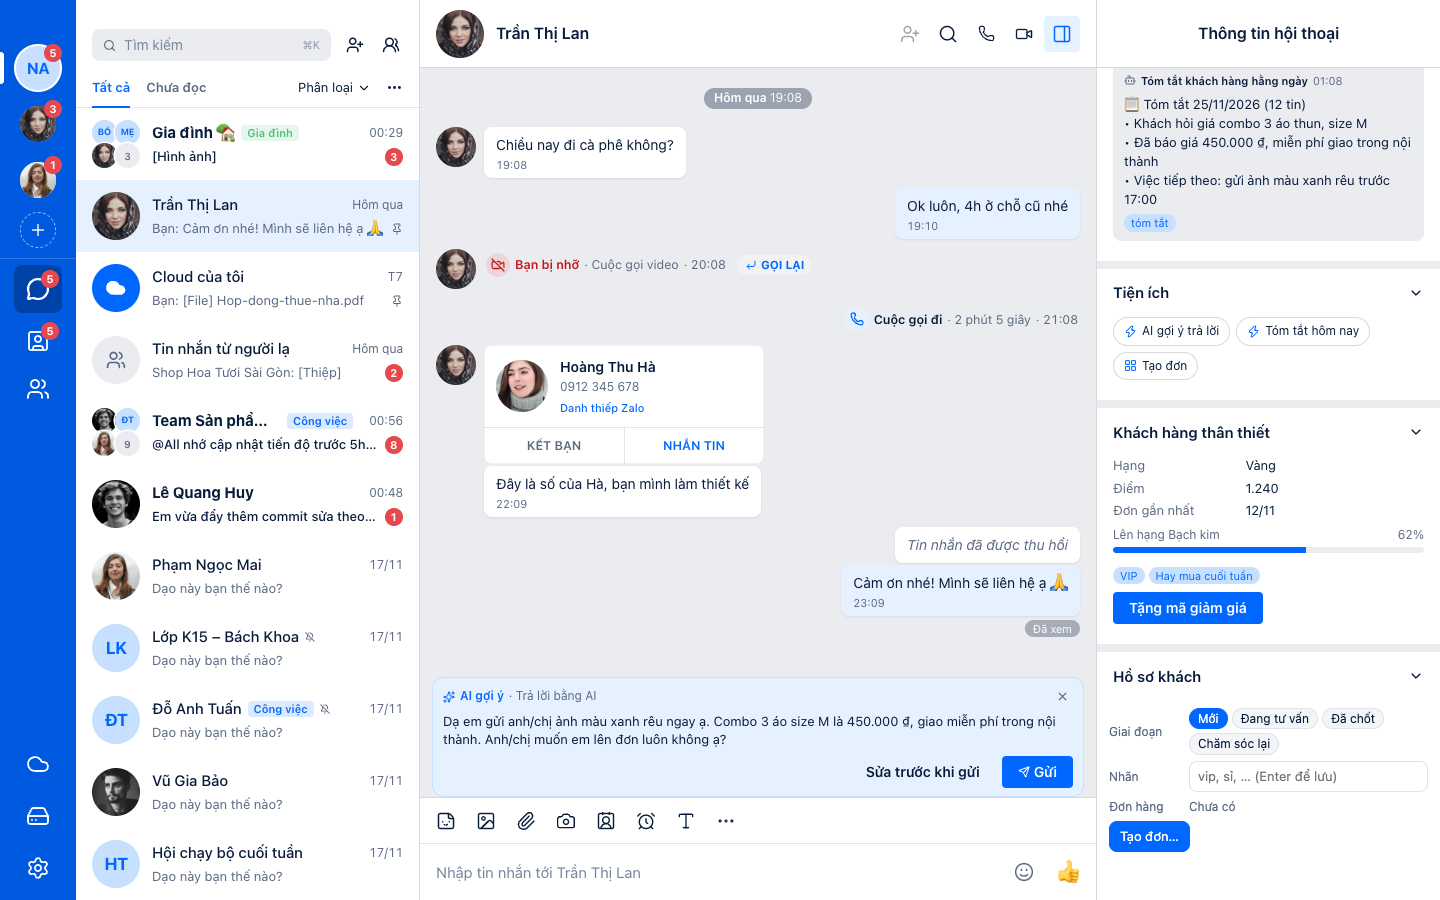 NA
5
3
1
5
5
Tìm kiếm
⌘K
Tất cả
Chưa đọc
Phân loại
BỐ
MẸ
3
Gia đình 🏡
Gia đình
00:29
[Hình ảnh]
3
Trần Thị Lan
Hôm qua
Bạn: Cảm ơn nhé! Mình sẽ liên hệ ạ 🙏
Cloud của tôi
T7
Bạn: [File] Hop-dong-thue-nha.pdf
Tin nhắn từ người lạ
Hôm qua
Shop Hoa Tươi Sài Gòn: [Thiệp]
2
ĐT
9
Team Sản phẩ...
Công việc
00:56
@All nhớ cập nhật tiến độ trước 5h...
8
Lê Quang Huy
00:48
Em vừa đẩy thêm commit sửa theo...
1
Phạm Ngọc Mai
17/11
Dạo này bạn thế nào?
LK
Lớp K15 – Bách Khoa
17/11
Dạo này bạn thế nào?
ĐT
Đỗ Anh Tuấn
Công việc
17/11
Dạo này bạn thế nào?
Vũ Gia Bảo
17/11
Dạo này bạn thế nào?
HT
Hội chạy bộ cuối tuần
17/11
Dạo này bạn thế nào?
Trần Thị Lan
Hôm qua 19:08
Chiều nay đi cà phê không?
19:08
Ok luôn, 4h ở chỗ cũ nhé
19:10
Bạn bị nhỡ · Cuộc gọi video · 20:08
GỌI LẠI
Cuộc gọi đi · 2 phút 5 giây · 21:08
Hoàng Thu Hà
0912 345 678
Danh thiếp Zalo
KẾT BẠN
NHẮN TIN
Đây là số của Hà, bạn mình làm thiết kế
22:09
Tin nhắn đã được thu hồi
Cảm ơn nhé! Mình sẽ liên hệ ạ 🙏
23:09
Đã xem
AI gợi ý · Trả lời bằng AI
Dạ em gửi anh/chị ảnh màu xanh rêu ngay ạ. Combo 3 áo size M là 450.000 ₫, giao miễn phí trong nội
thành. Anh/chị muốn em lên đơn luôn không ạ?
Sửa trước khi gửi
Gửi
Nhập tin nhắn tới Trần Thị Lan
Thông tin hội thoại
Tóm tắt khách hàng hằng ngày 01:08
📋 Tóm tắt 25/11/2026 (12 tin)
• Khách hỏi giá combo 3 áo thun, size M
• Đã báo giá 450.000 ₫, miễn phí giao trong nội
thành
• Việc tiếp theo: gửi ảnh màu xanh rêu trước
17:00
tóm tắt
Tiện ích
AI gợi ý trả lời
Tóm tắt hôm nay
Tạo đơn
Khách hàng thân thiết
Hạng
Vàng
Điểm
1.240
Đơn gần nhất
12/11
Lên hạng Bạch kim
62%
VIP
Hay mua cuối tuần
Tặng mã giảm giá
Hồ sơ khách
Giai đoạn
Mới
Đang tư vấn
Đã chốt
Chăm sóc lại
Nhãn
vip, sỉ, ... (Enter để lưu)
Đơn hàng
Chưa có
Tạo đơn...